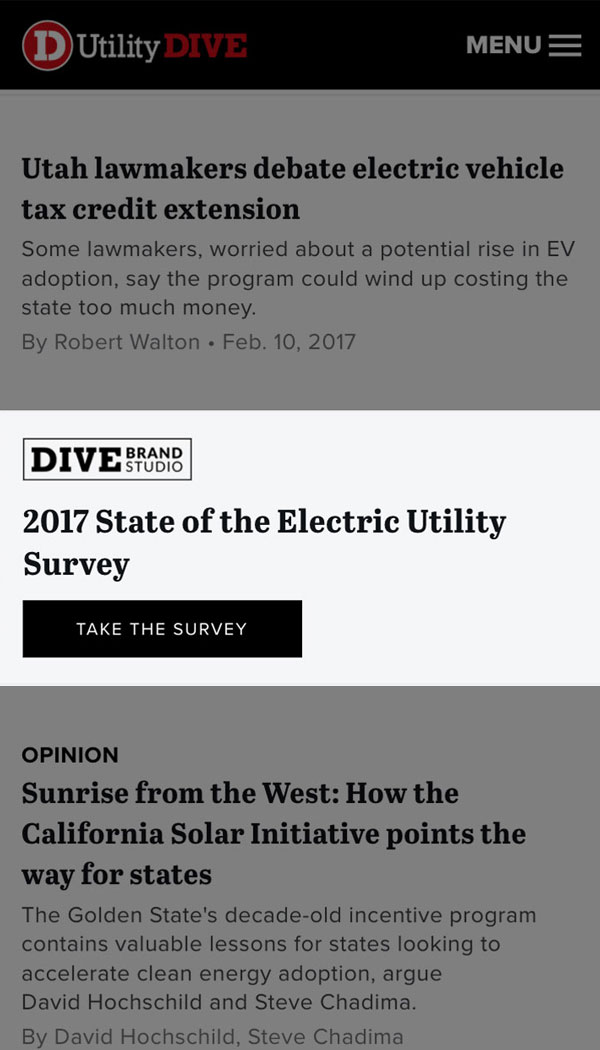 D Utility DIVE MENU
Utah lawmakers debate electric vehicle
tax credit extension
Some lawmakers, worried about a potential rise in EV
adoption, say the program could wind up costing the
state too much money.
By Robert Walton • Feb. 10, 2017
DIVE BRAND STUDIO
2017 State of the Electric Utility
Survey
TAKE THE SURVEY
OPINION
Sunrise from the West: How the
California Solar Initiative points the
way for states
The Golden State's decade-old incentive program
contains valuable lessons for states looking to
accelerate clean energy adoption, argue
David Hochschild and Steve Chadima.
By David Hochschild, Steve Chadima